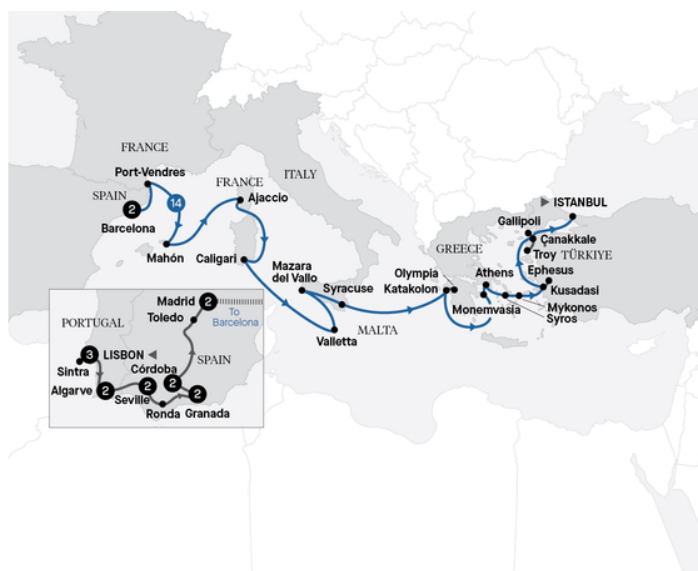 FRANCE
Port-Vendres
SPAIN
2
Barcelona
14
Mahón
FRANCE
Ajaccio
ITALY
Caligari
Mazara
del Vallo
Syracuse
Valletta
MALTA
Olympia
Katakolon
GREECE
Athens
Monemvasia
Gallipoli
ISTANBUL
Çanakkale
Troy
TÜRKIYE
Ephesus
Kusadasi
Mykonos
Syros
Madrid
2
To
Barcelona
Toledo
PORTUGAL
3
LISBON
Sintra
SPAIN
Córdoba
2
Algarve
2
Seville
2
Ronda
2
Granada